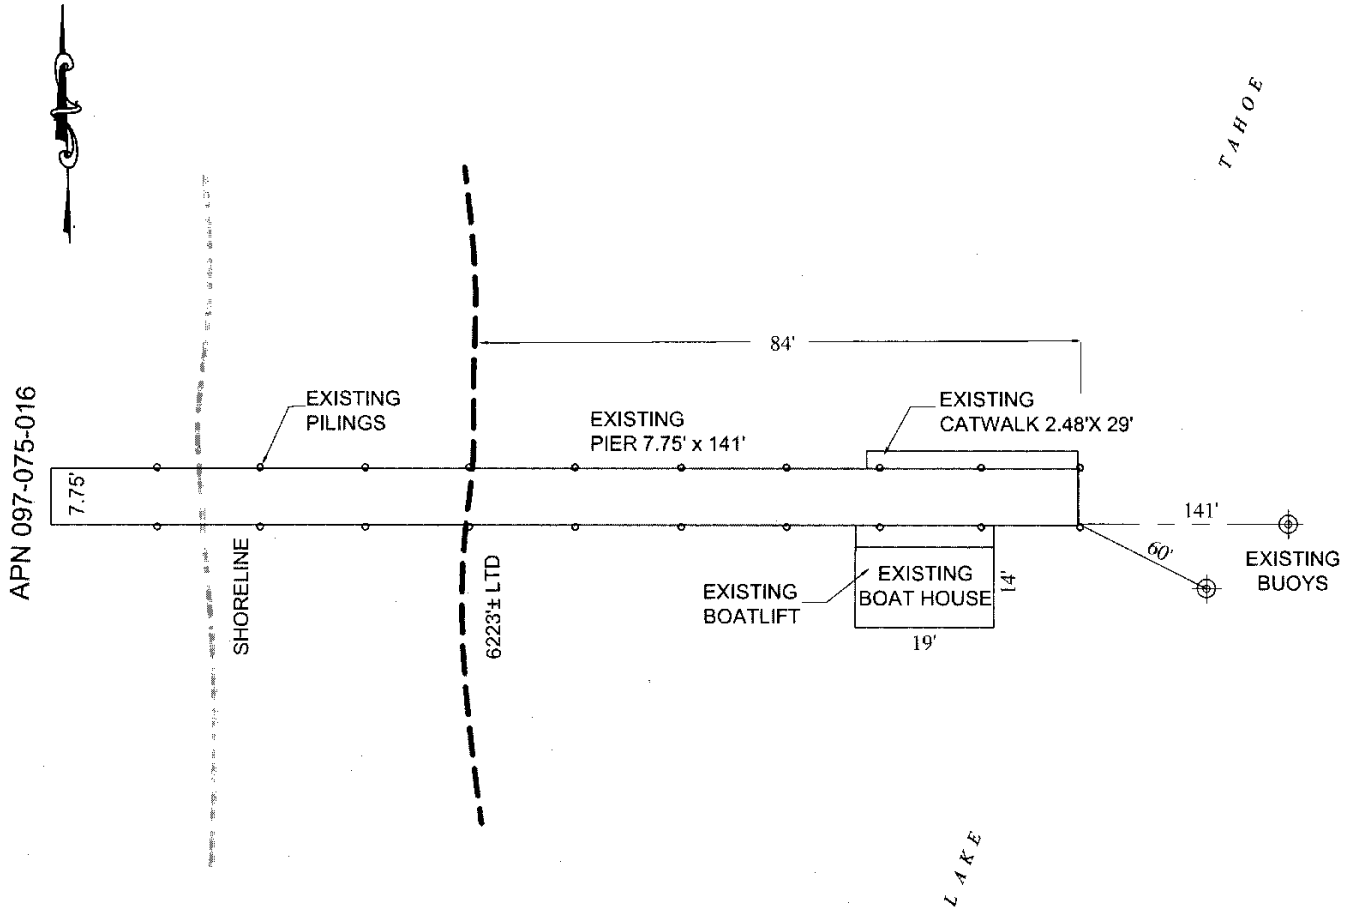 TAHOE
84'
APN 097-075-016
EXISTING
PILINGS
EXISTING
PIER 7.75' x 141'
EXISTING
CATWALK 2.48'X 29'
7.75'
141'
60'
EXISTING
BUOYS
SHORELINE
6223'± LTD
EXISTING
BOATLIFT
EXISTING
BOAT HOUSE
14'
19'
LAKE